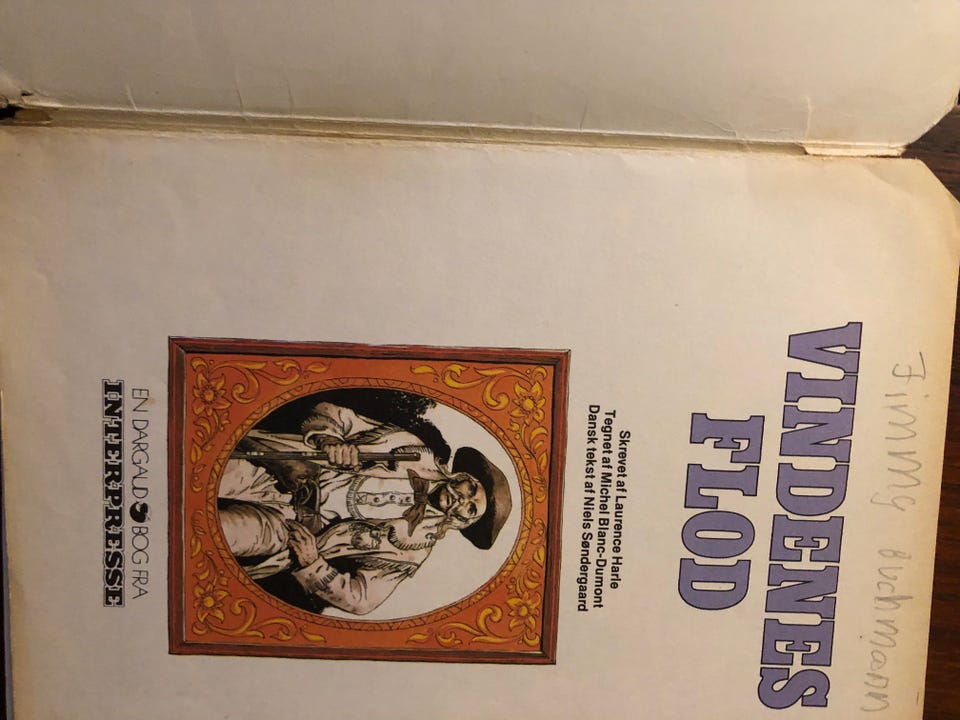 Jimmy Buchmann
VINDENES
FLOD
Skrevet af Laurence Harle
Tegnet af Michel Blanc-Dumont
Dansk tekst af Niels Søndergaard
EN DARGAUD BOG FRA
INTERPRESSE